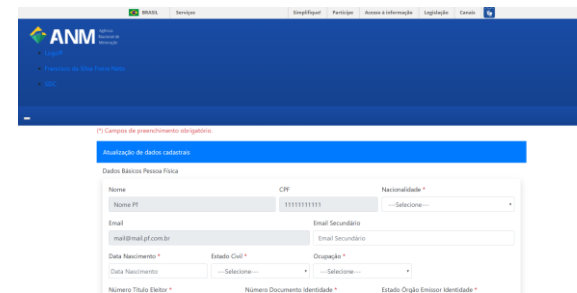 BRASIL Serviços Simplifique! Participe Acesso à informação Legislação Canais
ANM Agência Nacional de Mineração
Logoff
Francisco da Silva Freire Neto
SDC
(*) Campos de preenchimento obrigatório.
Atualização de dados cadastrais
Dados Básicos Pessoa Física
Nome CPF Nacionalidade *
Nome PF 11111111111 ---Selecione---
Email Email Secundário
mail@mail.pf.com.br Email Secundário
Data Nascimento * Estado Civil * Ocupação *
Data Nascimento ---Selecione--- ---Selecione---
Número Título Eleitor * Número Documento Identidade * Estado Órgão Emissor Identidade *